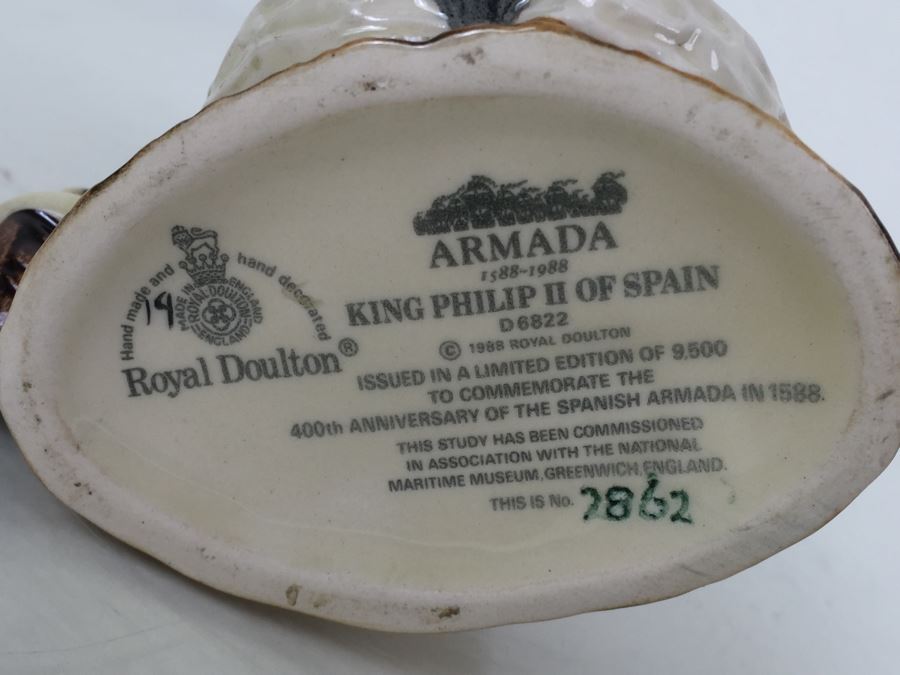 Hand made and hand decorated
MADE IN ENGLAND
ROYAL DOULTON
ENGLAND
19
Royal Doulton®
ARMADA
1588-1988
KING PHILIP II OF SPAIN
D6822
© 1988 ROYAL DOULTON
ISSUED IN A LIMITED EDITION OF 9,500
TO COMMEMORATE THE
400th ANNIVERSARY OF THE SPANISH ARMADA IN 1588.
THIS STUDY HAS BEEN COMMISSIONED
IN ASSOCIATION WITH THE NATIONAL
MARITIME MUSEUM, GREENWICH, ENGLAND.
THIS IS No. 2862